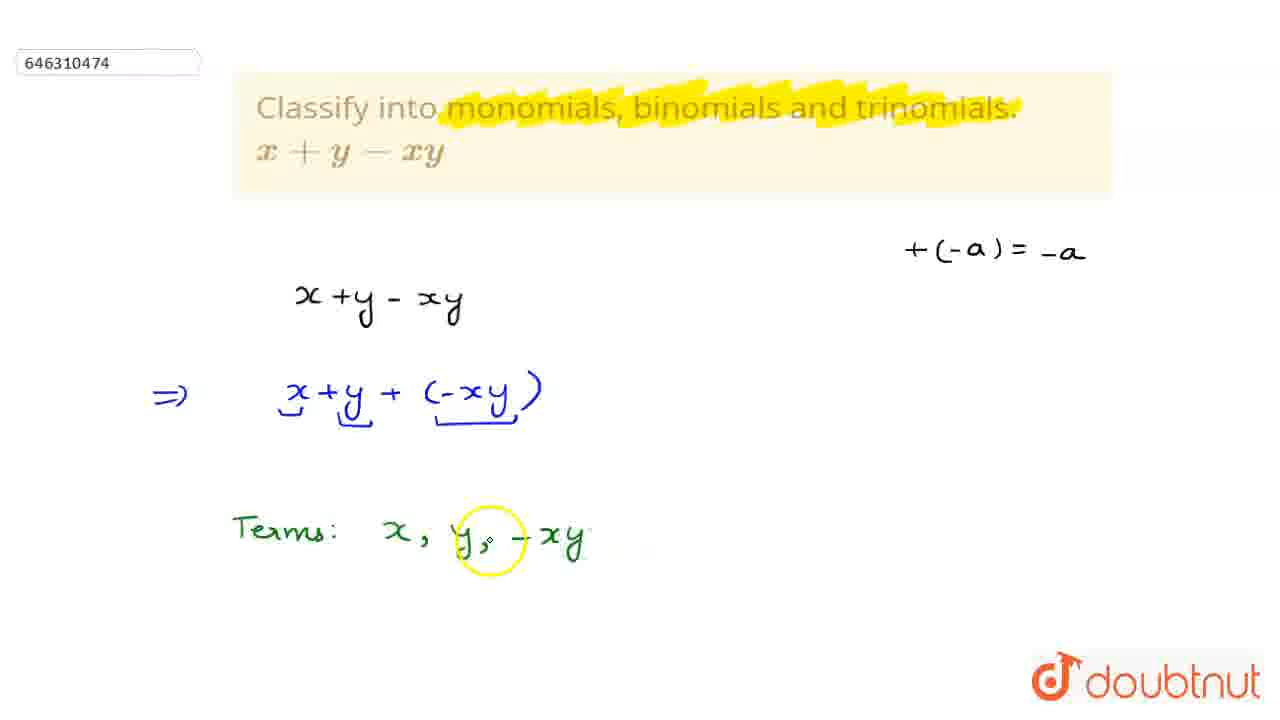 646310474
Classify into monomials, binomials and trinomials.
x + y − xy
+(-a) = -a
x + y - xy
⇒ x + y + (-xy)
Terms: x, y, -xy
doubtnut